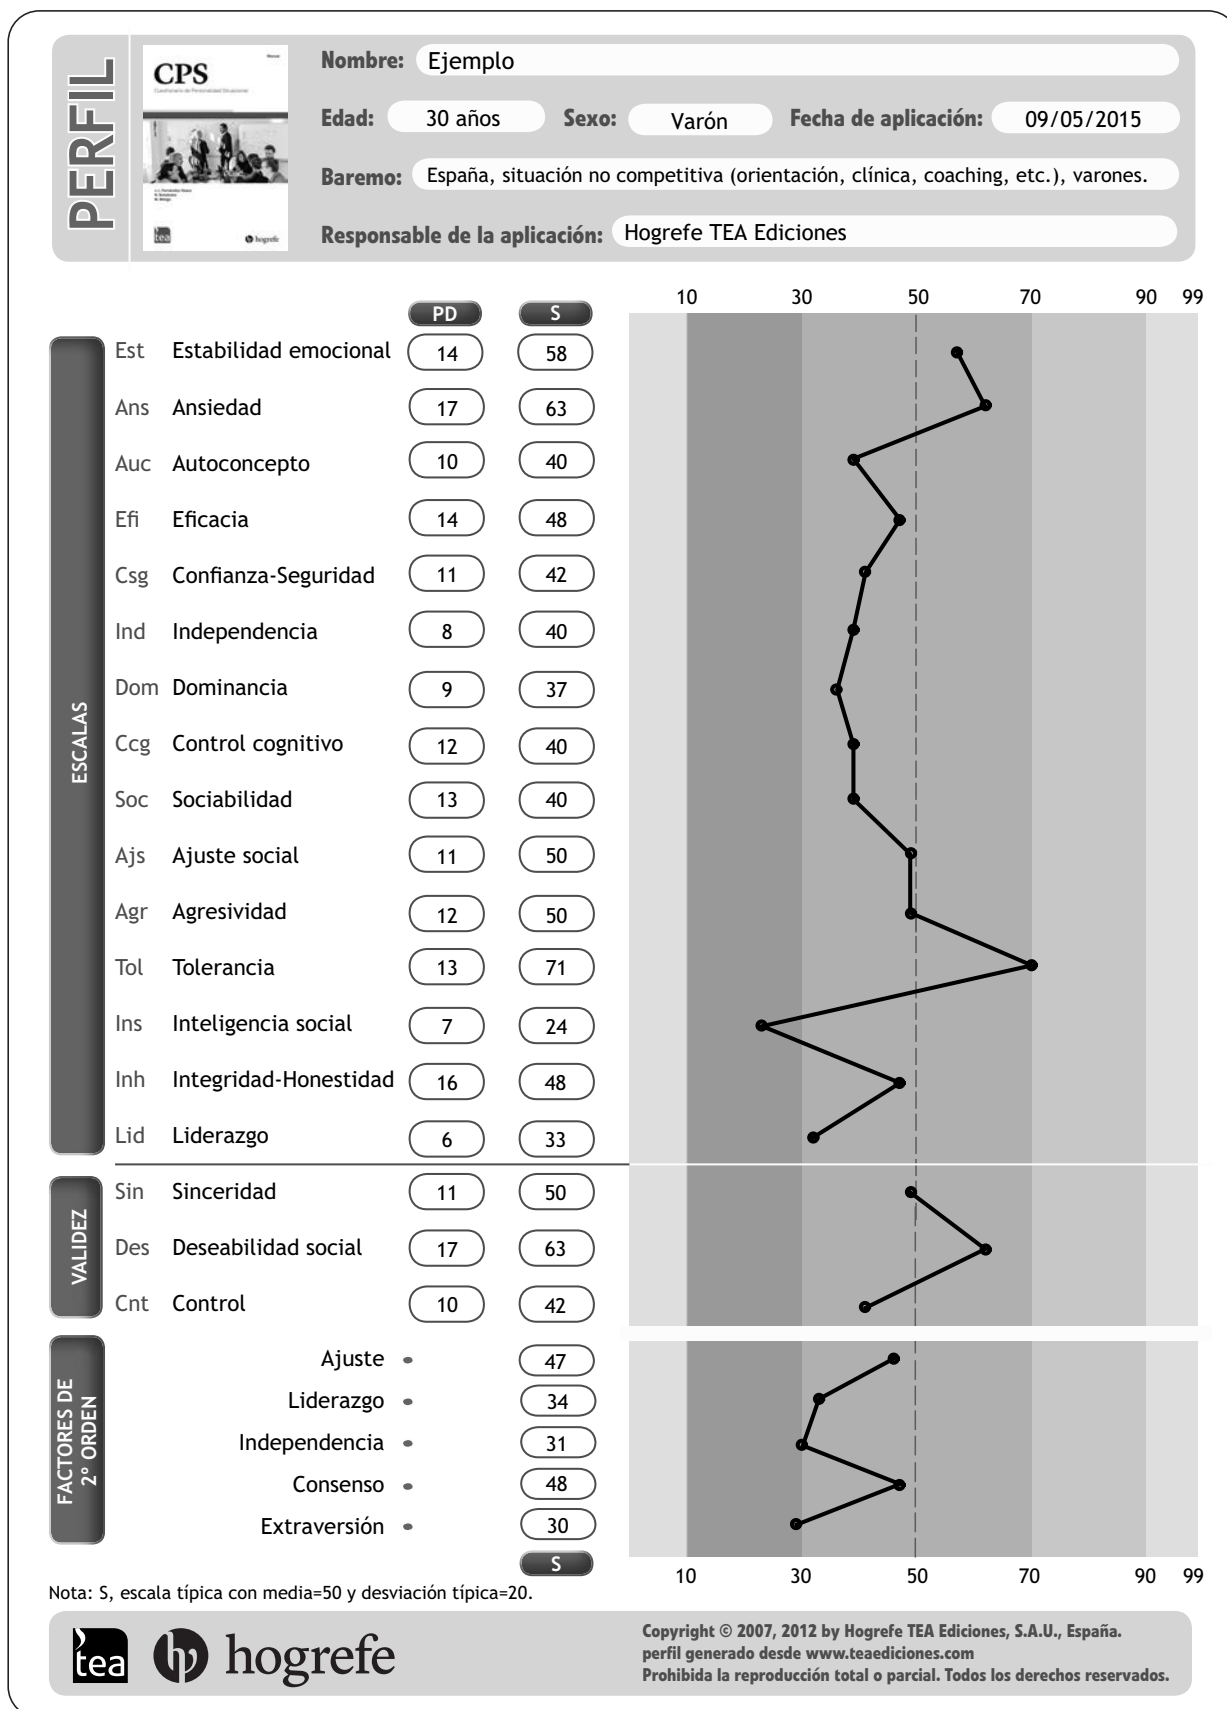 PERFIL
CPS
Cuestionario de Personalidad Situacional
tea
hogrefe
Nombre: Ejemplo
Edad: 30 años Sexo: Varón Fecha de aplicación: 09/05/2015
Baremo: España, situación no competitiva (orientación, clínica, coaching, etc.), varones.
Responsable de la aplicación: Hogrefe TEA Ediciones
10 30 50 70 90 99
PD S
ESCALAS
Est Estabilidad emocional 14 58
Ans Ansiedad 17 63
Auc Autoconcepto 10 40
Efi Eficacia 14 48
Csg Confianza-Seguridad 11 42
Ind Independencia 8 40
Dom Dominancia 9 37
Ccg Control cognitivo 12 40
Soc Sociabilidad 13 40
Ajs Ajuste social 11 50
Agr Agresividad 12 50
Tol Tolerancia 13 71
Ins Inteligencia social 7 24
Inh Integridad-Honestidad 16 48
Lid Liderazgo 6 33
VALIDEZ
Sin Sinceridad 11 50
Des Deseabilidad social 17 63
Cnt Control 10 42
FACTORES DE
2º ORDEN
Ajuste • 47
Liderazgo • 34
Independencia • 31
Consenso • 48
Extraversión • 30
S
10 30 50 70 90 99
Nota: S, escala típica con media=50 y desviación típica=20.
tea hogrefe
Copyright © 2007, 2012 by Hogrefe TEA Ediciones, S.A.U., España.
perfil generado desde www.teaediciones.com
Prohibida la reproducción total o parcial. Todos los derechos reservados.